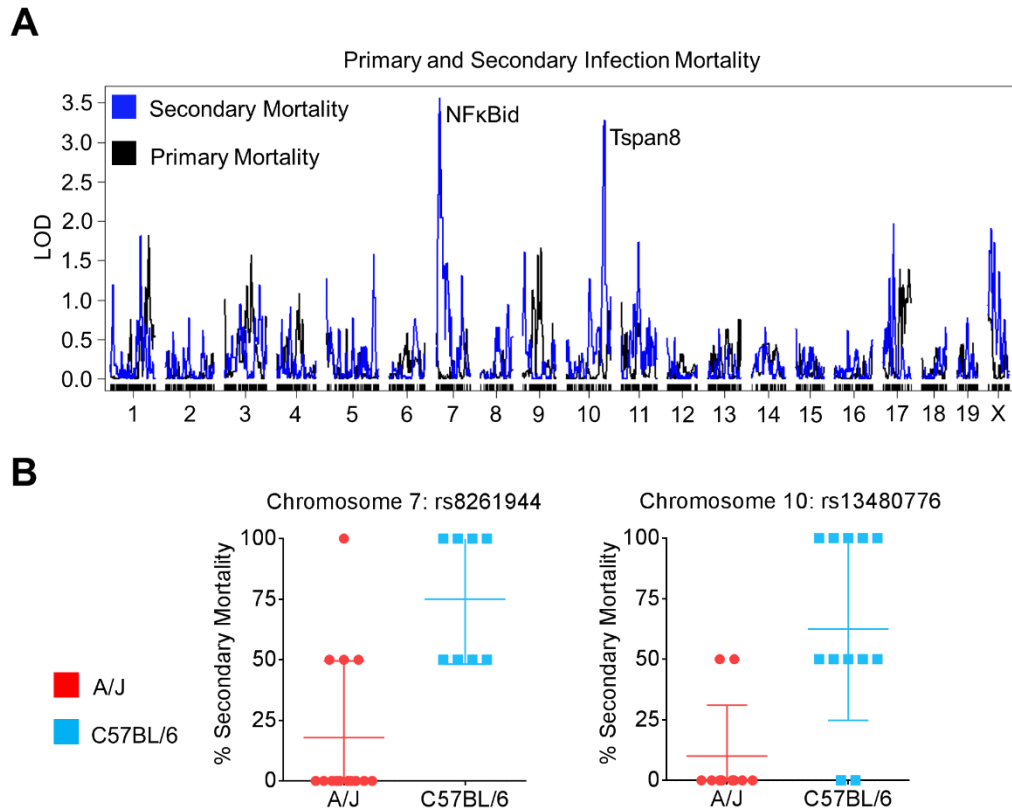 A
Primary and Secondary Infection Mortality
Secondary Mortality
Primary Mortality
NFκBid
Tspan8
LOD
3.5
3.0
2.5
2.0
1.5
1.0
0.5
0.0
1 2 3 4 5 6 7 8 9 10 11 12 13 14 15 16 17 18 19 X
B
Chromosome 7: rs8261944
% Secondary Mortality
100
75
50
25
0
A/J C57BL/6
Chromosome 10: rs13480776
% Secondary Mortality
100
75
50
25
0
A/J C57BL/6
A/J
C57BL/6